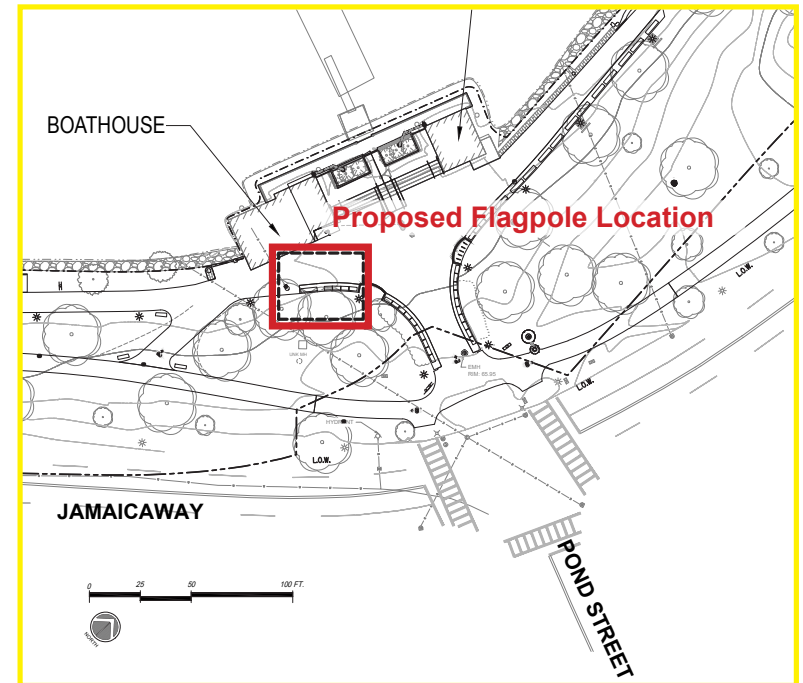 BOATHOUSE
Proposed Flagpole Location
L.O.W.
UNK.MH
EMH
RIM: 65.95
L.O.W.
HYDRANT
L.O.W.
JAMAICAWAY
POND STREET
0 25 50 100 FT.
NORTH